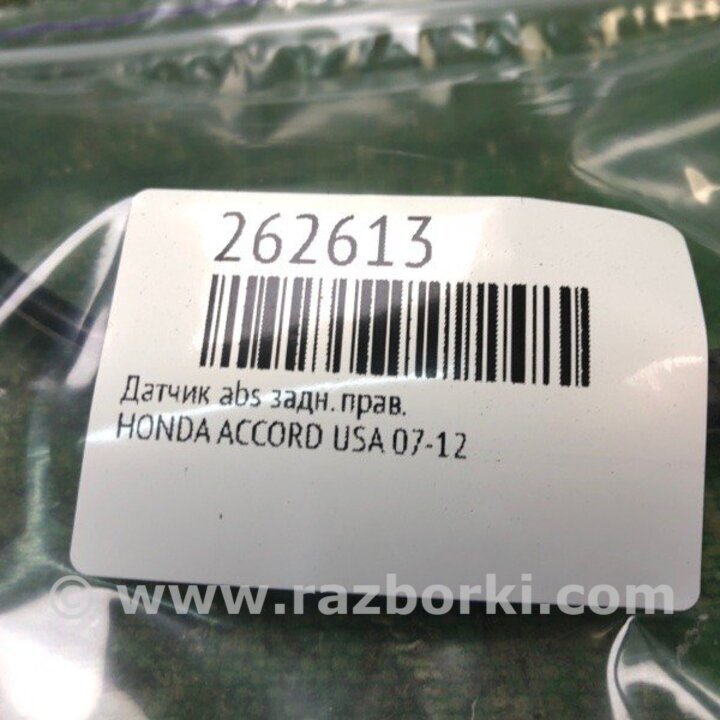 262613
Датчик abs задн. прав.
HONDA ACCORD USA 07-12
© www.razborki.com